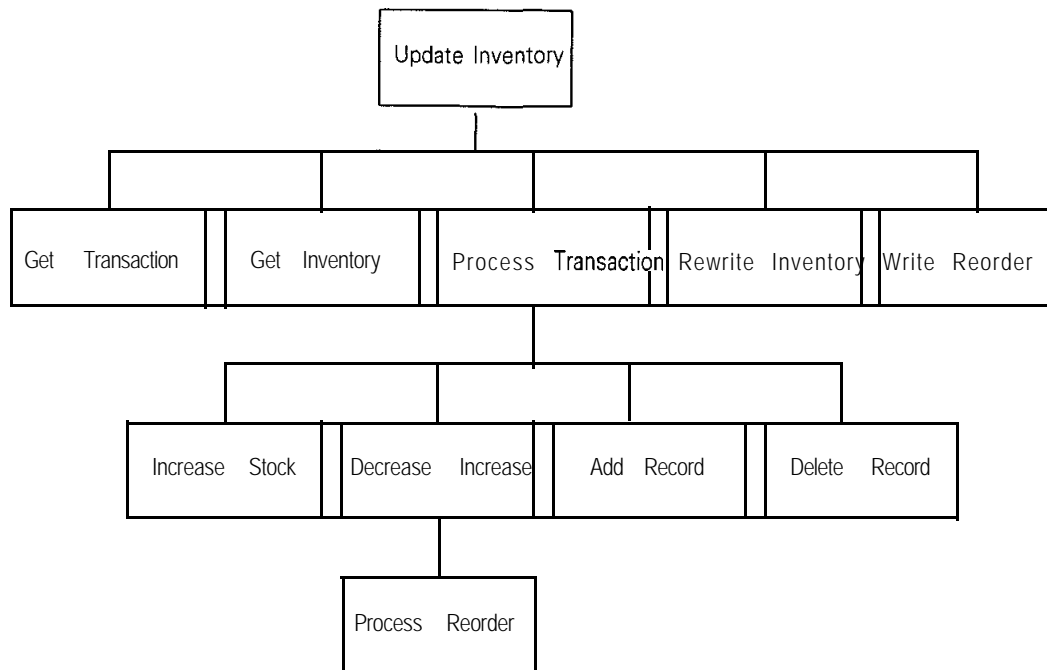 Update Inventory
Get Transaction
Get Inventory
Process Transaction
Rewrite Inventory
Write Reorder
Increase Stock
Decrease Increase
Add Record
Delete Record
Process Reorder